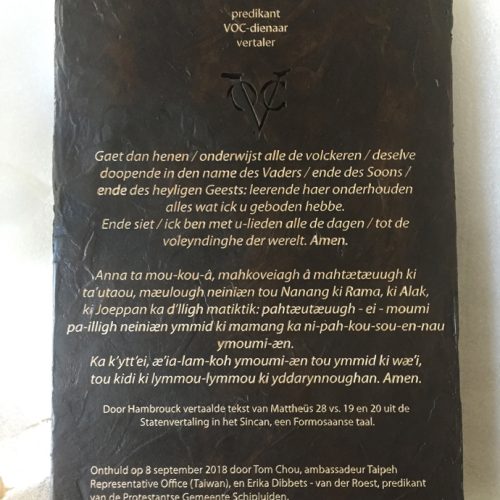 predikant
VOC-dienaar
vertaler
VOC
Gaet dan henen / onderwijst alle de volckeren / deselve
doopende in den name des Vaders / ende des Soons /
ende des heyligen Geests: leerende haer onderhouden
alles wat ick u geboden hebbe.
Ende siet / ick ben met u-lieden alle de dagen / tot de
voleyndinghe der werelt. Amen.
Anna ta mou-kou-â, mahkoveiagh â mahtætæuugh ki
ta'utaou, mæulough neiniæn tou Nanang ki Rama, ki Alak,
ki Joeppan ka d'lligh matiktik: pahtæutæuugh - ei - moumi
pa-illigh neiniæn ymmid ki mamang ka ni-pah-kou-sou-en-nau
ymoumi-æn.
Ka k'ytt'ei, æ'ia-lam-koh ymoumi-æn tou ymmid ki wæ'i,
tou kidi ki lymmou-lymmou ki yddarynnoughan. Amen.
Door Hambrouck vertaalde tekst van Mattheüs 28 vs. 19 en 20 uit de
Statenvertaling in het Sincan, een Formosaanse taal.
Onthuld op 8 september 2018 door Tom Chou, ambassadeur Taipeh
Representative Office (Taiwan), en Erika Dibbets - van der Roest, predikant
van de Protestantse Gemeente Schipluiden.